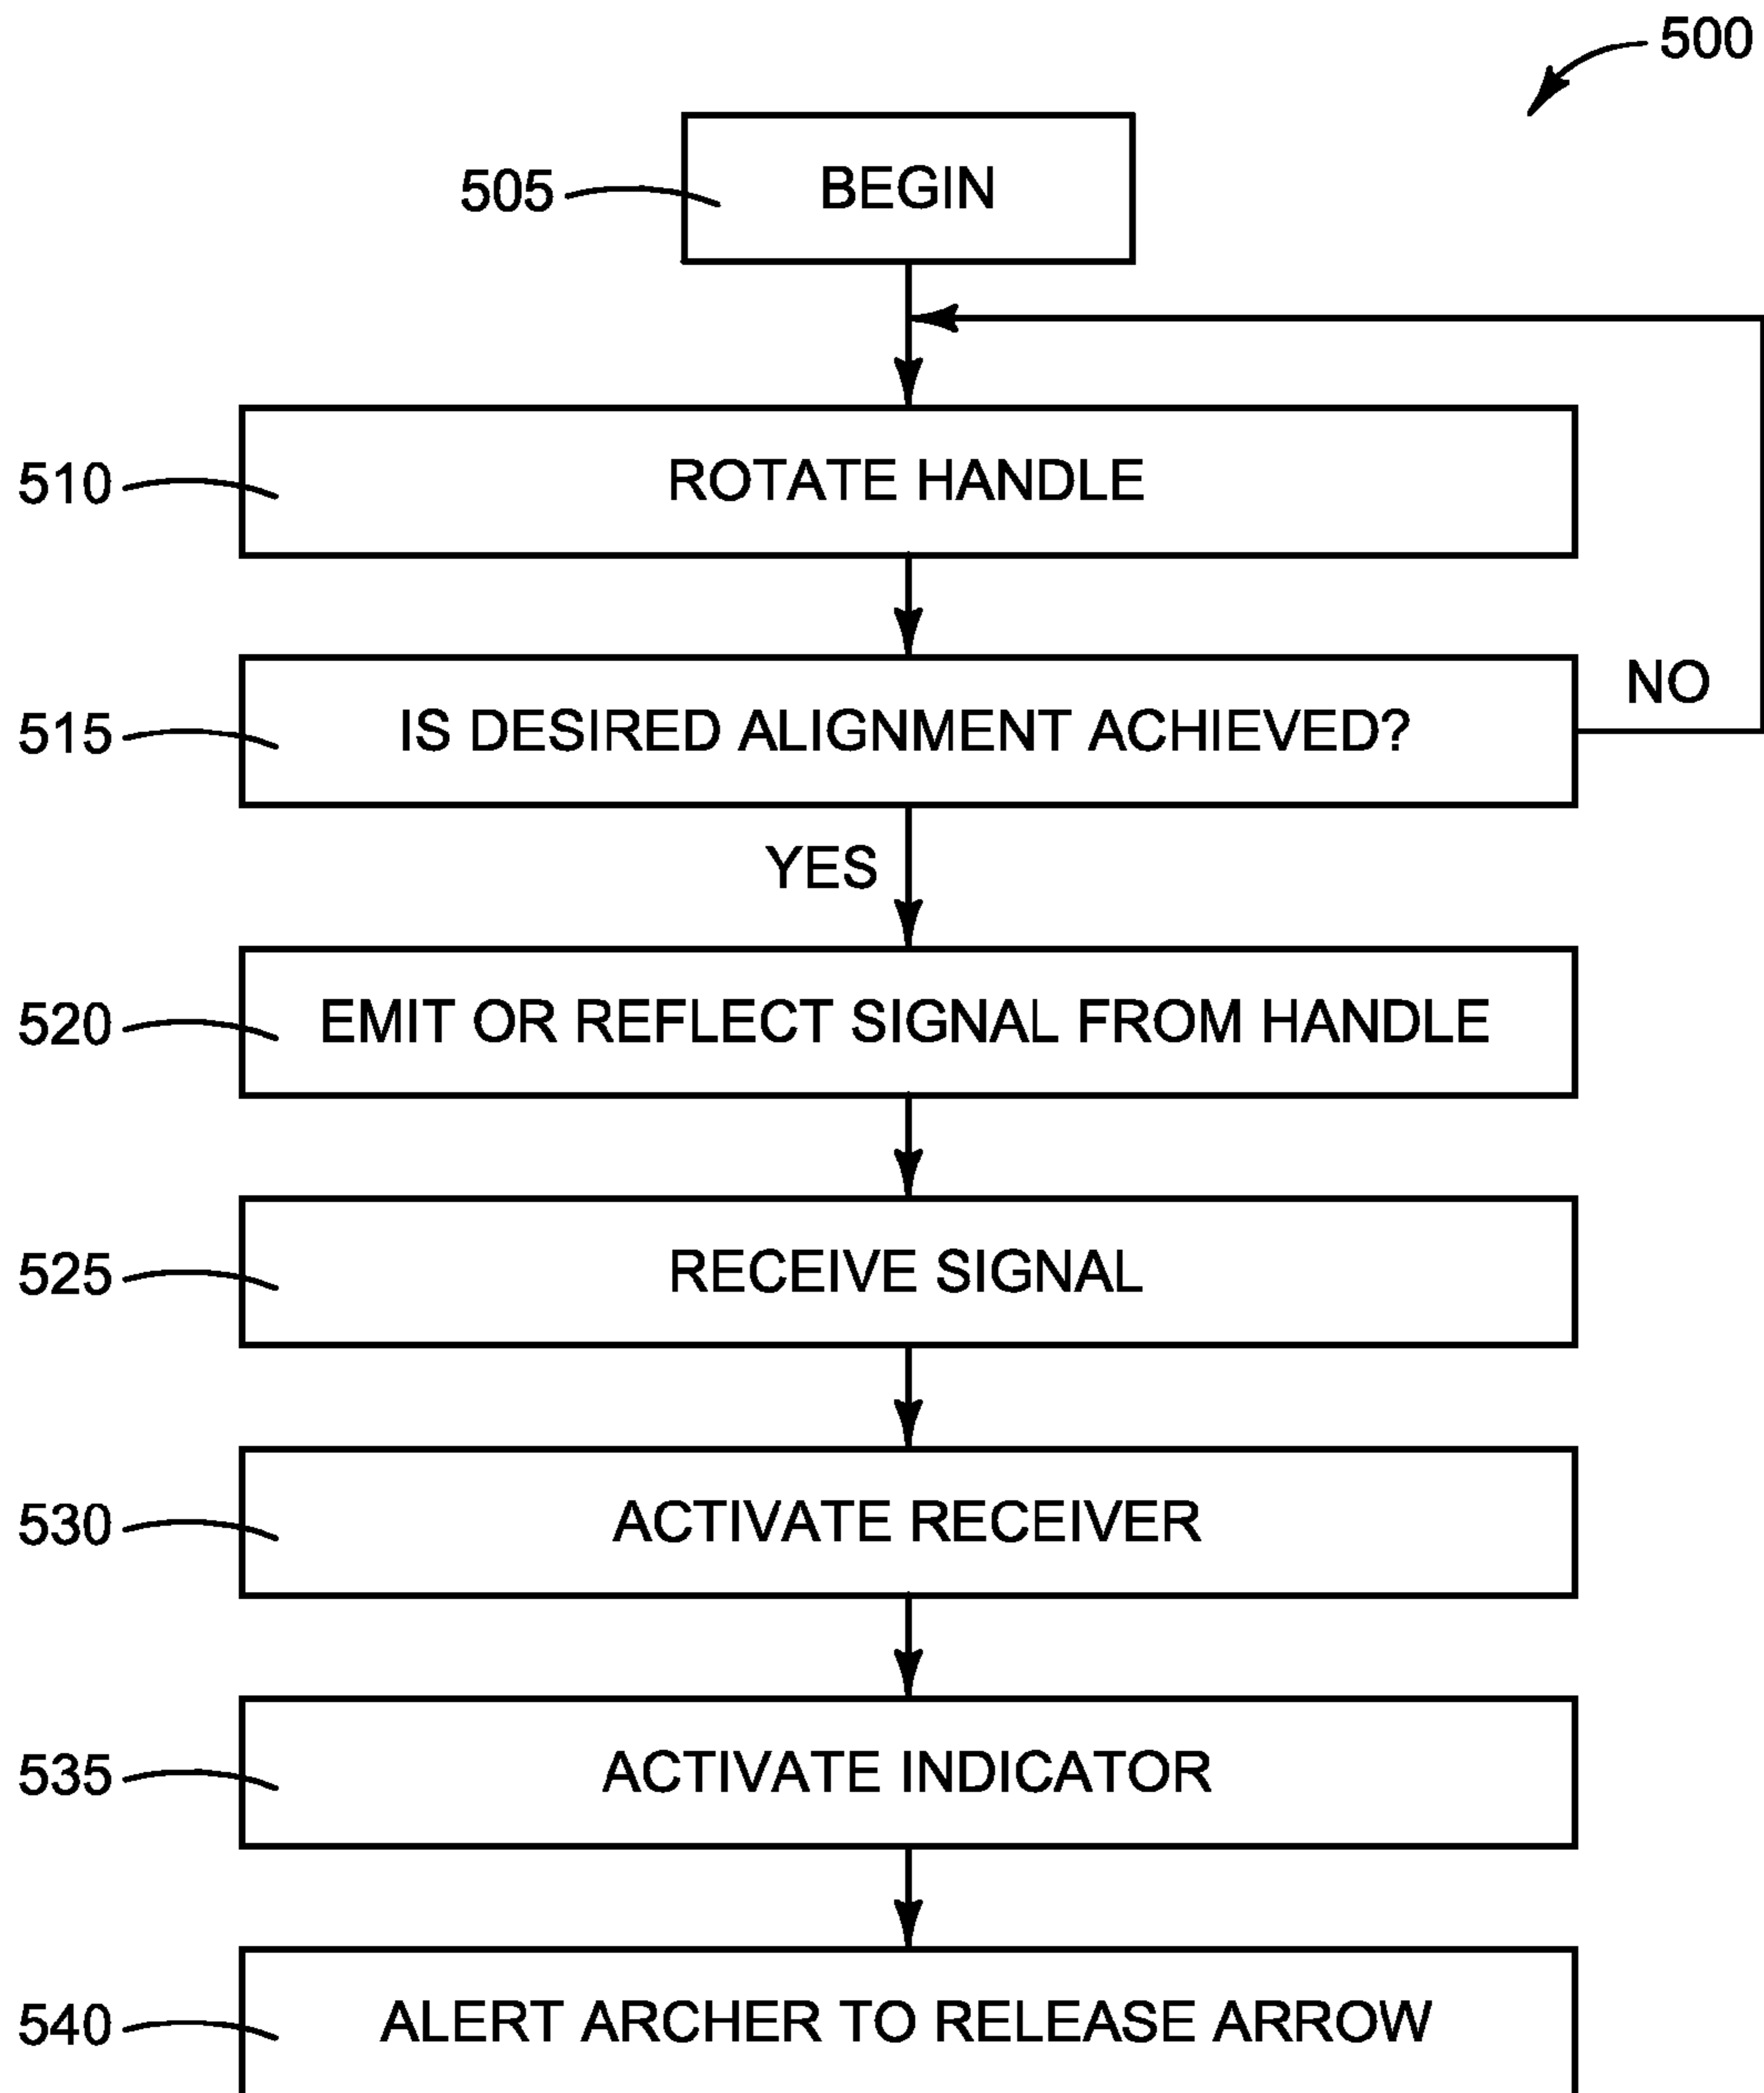 500
505
BEGIN
510
ROTATE HANDLE
515
IS DESIRED ALIGNMENT ACHIEVED?
NO
YES
520
EMIT OR REFLECT SIGNAL FROM HANDLE
525
RECEIVE SIGNAL
530
ACTIVATE RECEIVER
535
ACTIVATE INDICATOR
540
ALERT ARCHER TO RELEASE ARROW